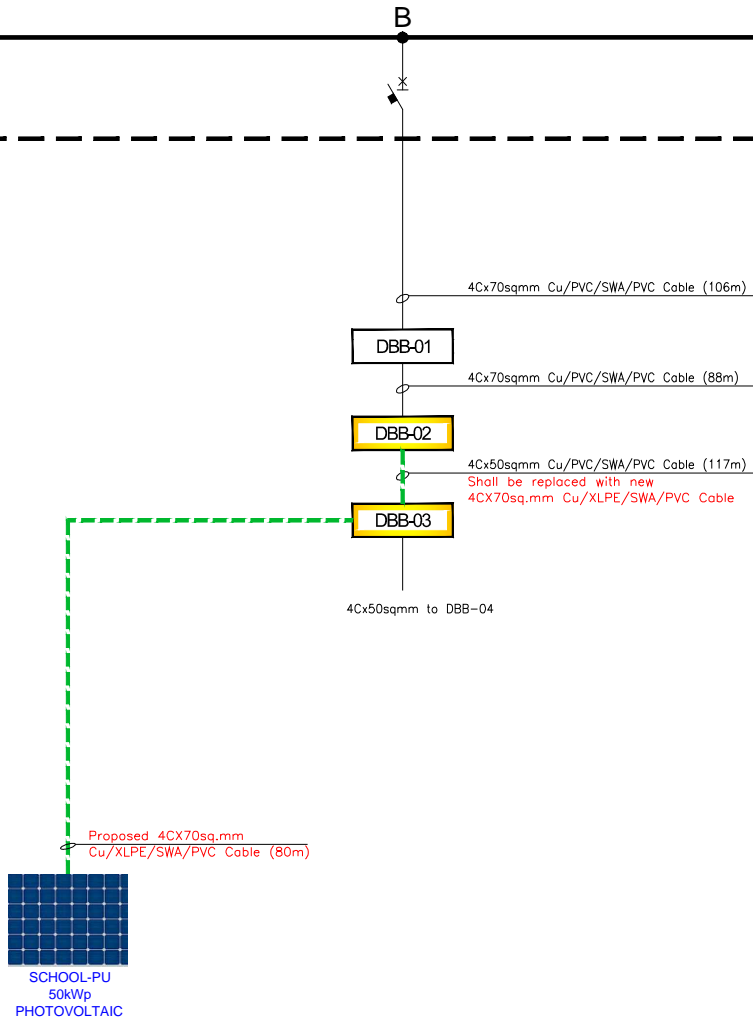 B
4Cx70sqmm Cu/PVC/SWA/PVC Cable (106m)
DBB-01
4Cx70sqmm Cu/PVC/SWA/PVC Cable (88m)
DBB-02
4Cx50sqmm Cu/PVC/SWA/PVC Cable (117m)
Shall be replaced with new
4CX70sq.mm Cu/XLPE/SWA/PVC Cable
DBB-03
4Cx50sqmm to DBB-04
Proposed 4CX70sq.mm
Cu/XLPE/SWA/PVC Cable (80m)
SCHOOL-PU
50kWp
PHOTOVOLTAIC